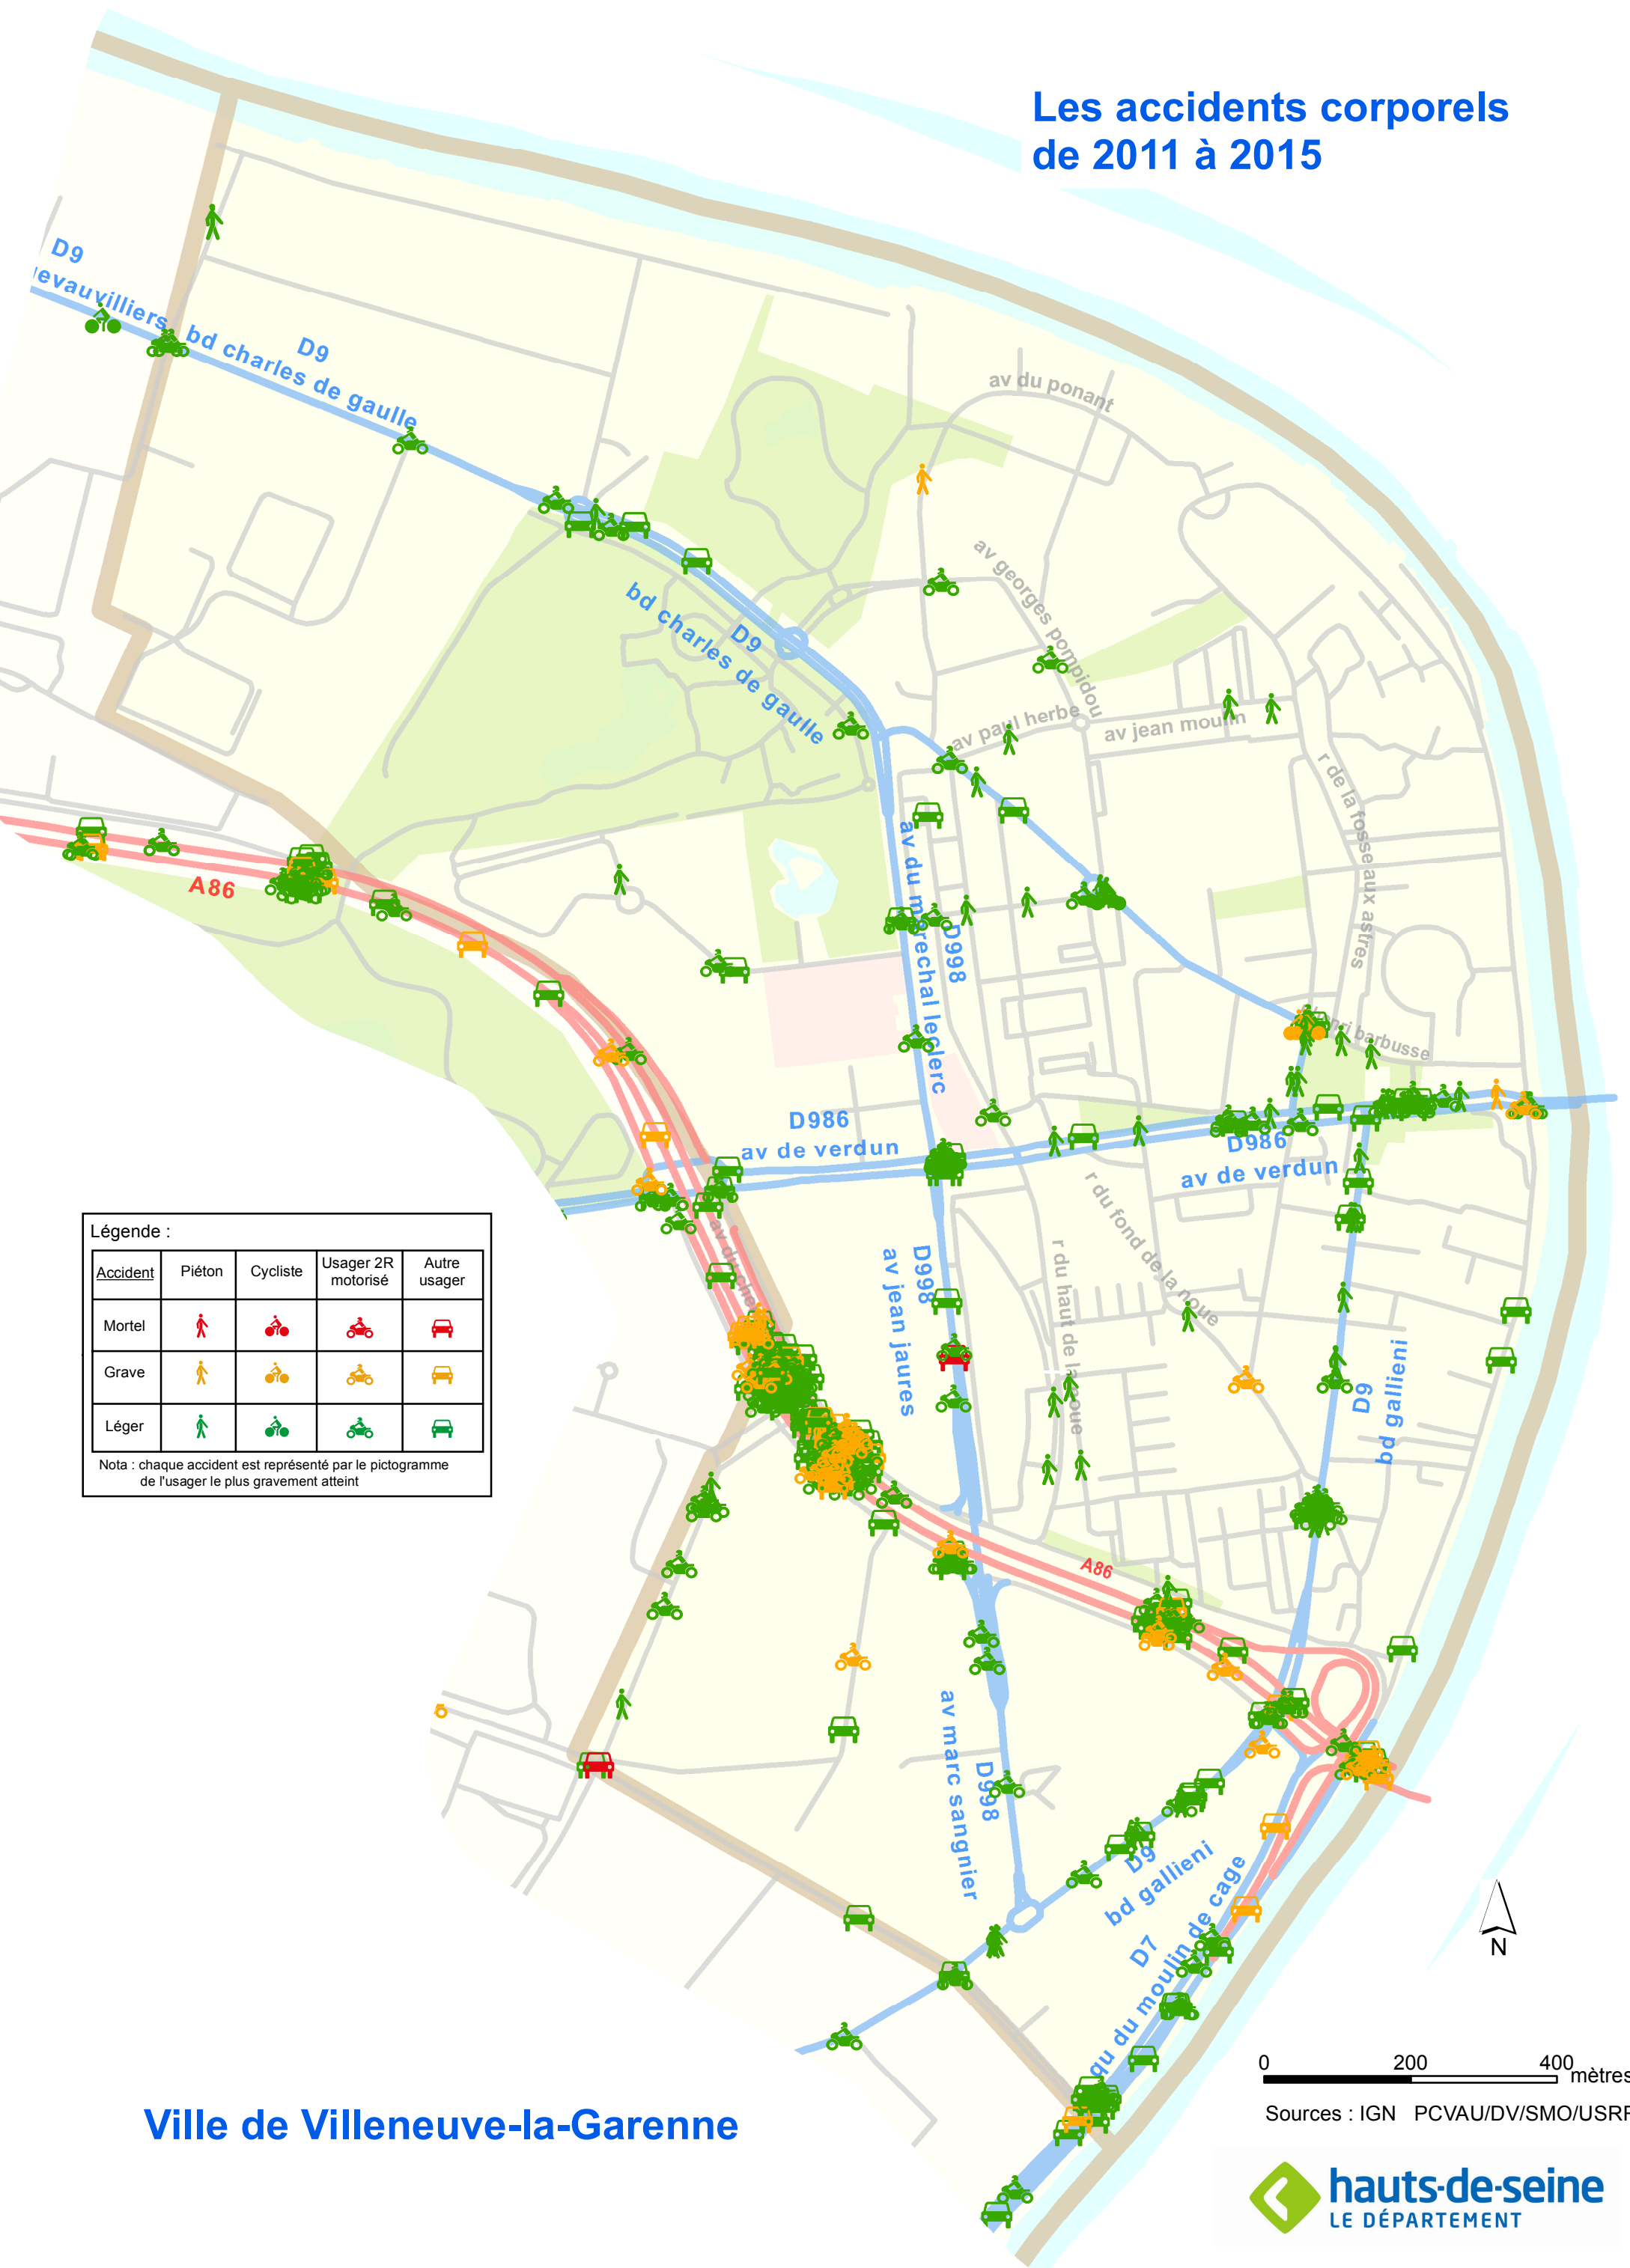 Les accidents corporels
de 2011 à 2015
D9
bd charles de gaulle
D9
av du ponant
av georges pompidou
D9
bd charles de gaulle
av paul herbe
av jean moulin
r de la fosse aux astres
A86
av du marechal leclerc
D998
henri barbusse
D986
av de verdun
D986
av de verdun
r du fond de la noue
r du haut de la noue
D998
av jean jaures
D9
bd gallieni
Légende :
Accident
Piéton
Cycliste
Usager 2R
motorisé
Autre
usager
Mortel
Grave
Léger
Nota : chaque accident est représenté par le pictogramme
de l'usager le plus gravement atteint
A86
av marc sangnier
D998
D9
bd gallieni
D7
qu du moulin de cage
N
0 200 400 mètres
Sources : IGN PCVAU/DV/SMO/USRF
Ville de Villeneuve-la-Garenne
hauts-de-seine
LE DÉPARTEMENT